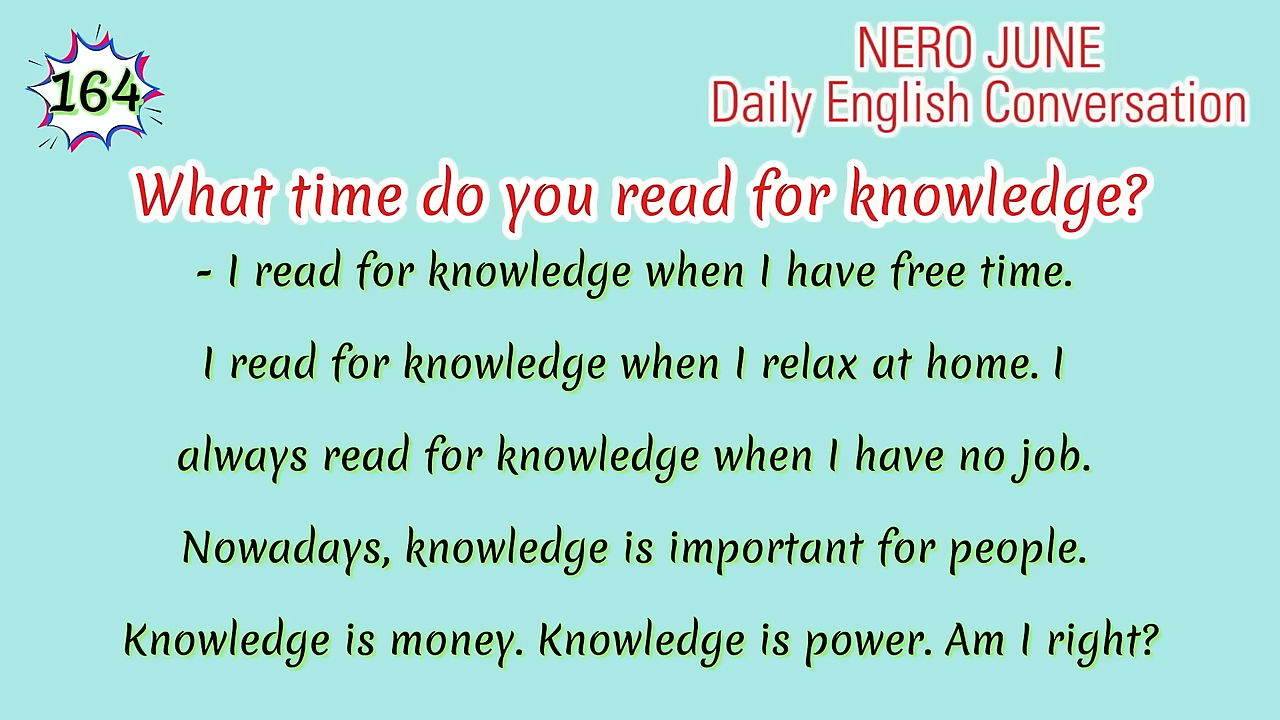 164
NERO JUNE
Daily English Conversation
What time do you read for knowledge?
- I read for knowledge when I have free time.
I read for knowledge when I relax at home. I
always read for knowledge when I have no job.
Nowadays, knowledge is important for people.
Knowledge is money. Knowledge is power. Am I right?